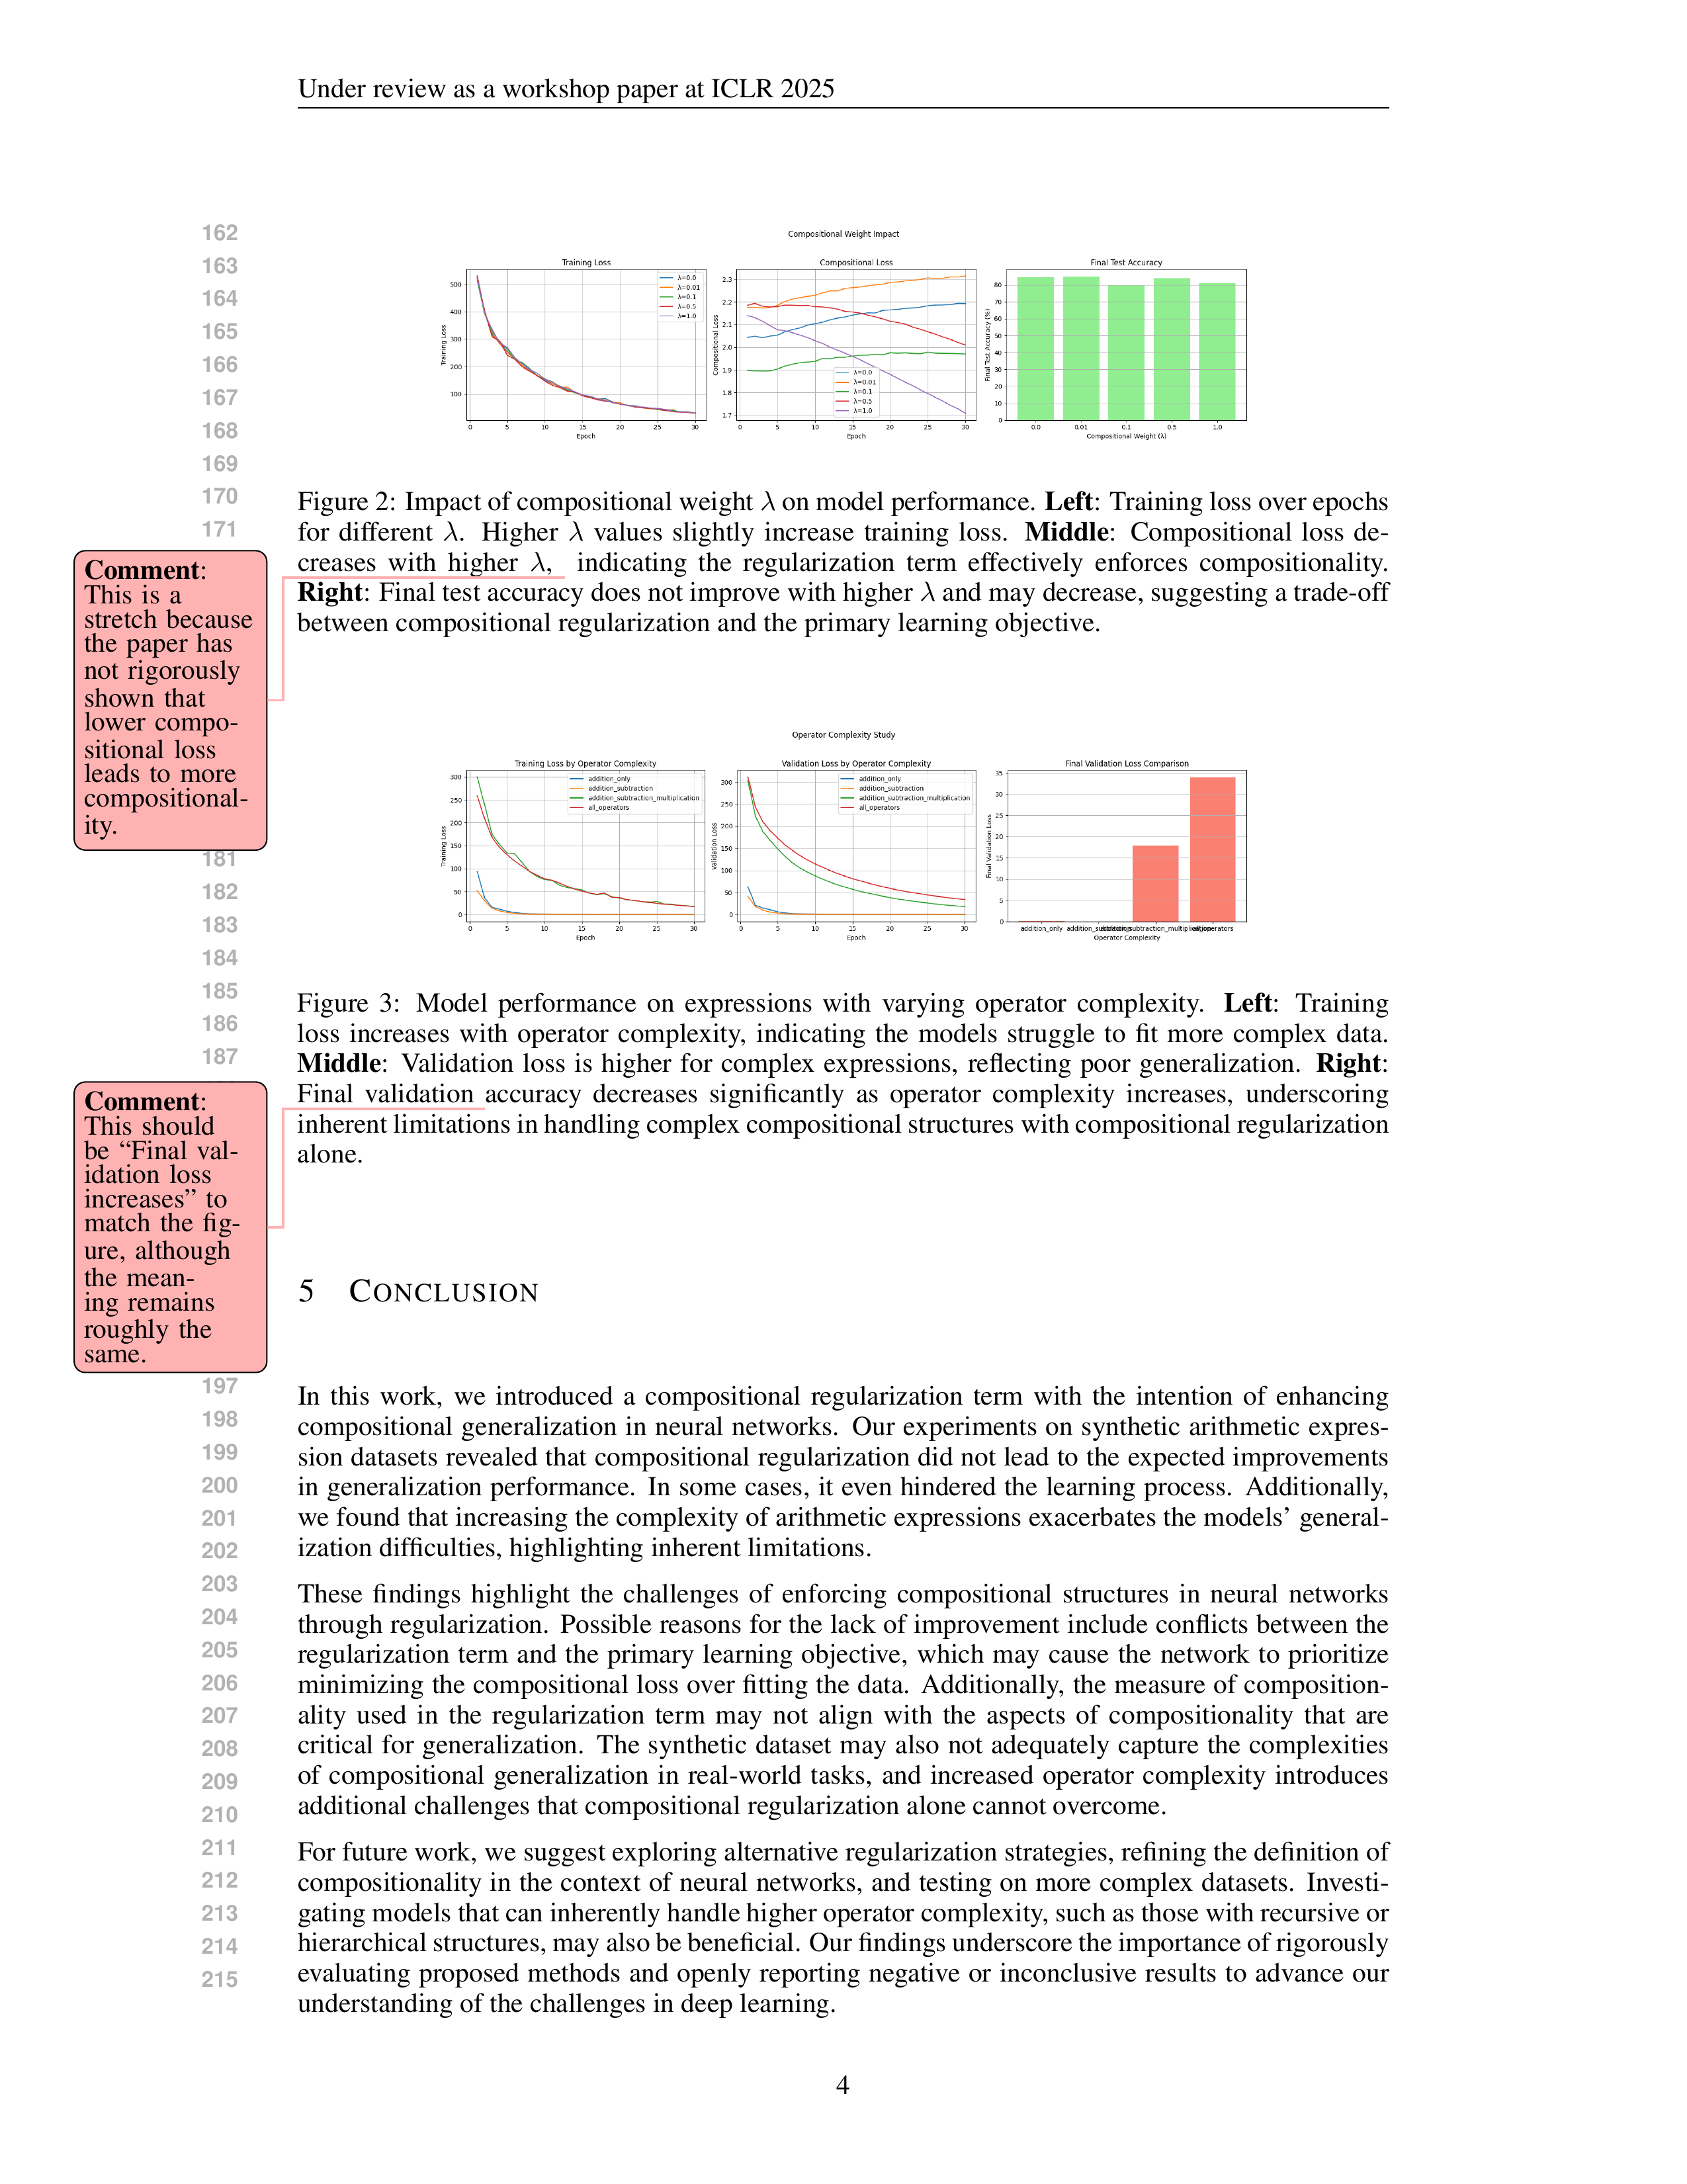 Under review as a workshop paper at ICLR 2025
162
163
164
165
166
167
168
169
170
171
Compositional Weight Impact
Training Loss
500
400
300
200
100
0 5 10 15 20 25 30
Epoch
Training Loss
λ=0.0
λ=0.01
λ=0.1
λ=0.5
λ=1.0
Compositional Loss
2.3
2.2
2.1
2.0
1.9
1.8
1.7
0 5 10 15 20 25 30
Epoch
Compositional Loss
λ=0.0
λ=0.01
λ=0.1
λ=0.5
λ=1.0
Final Test Accuracy
80
70
60
50
40
30
20
10
0
0.0 0.01 0.1 0.5 1.0
Compositional Weight (λ)
Final Test Accuracy (%)
Figure 2: Impact of compositional weight λ on model performance. Left: Training loss over epochs
for different λ. Higher λ values slightly increase training loss. Middle: Compositional loss de-
creases with higher λ, indicating the regularization term effectively enforces compositionality.
Right: Final test accuracy does not improve with higher λ and may decrease, suggesting a trade-off
between compositional regularization and the primary learning objective.
Comment:
This is a
stretch because
the paper has
not rigorously
shown that
lower compo-
sitional loss
leads to more
compositional-
ity.
181
182
183
184
185
186
187
Operator Complexity Study
Training Loss by Operator Complexity
300
250
200
150
100
50
0
0 5 10 15 20 25 30
Epoch
Training Loss
addition_only
addition_subtraction
addition_subtraction_multiplication
all_operators
Validation Loss by Operator Complexity
300
250
200
150
100
50
0
0 5 10 15 20 25 30
Epoch
Validation Loss
addition_only
addition_subtraction
addition_subtraction_multiplication
all_operators
Final Validation Loss Comparison
35
30
25
20
15
10
5
0
addition_only
Operator Complexity
Final Validation Loss
Figure 3: Model performance on expressions with varying operator complexity. Left: Training
loss increases with operator complexity, indicating the models struggle to fit more complex data.
Middle: Validation loss is higher for complex expressions, reflecting poor generalization. Right:
Final validation accuracy decreases significantly as operator complexity increases, underscoring
inherent limitations in handling complex compositional structures with compositional regularization
alone.
Comment:
This should
be “Final val-
idation loss
increases” to
match the fig-
ure, although
the mean-
ing remains
roughly the
same.
5 CONCLUSION
197
198
199
200
201
202
203
204
205
206
207
208
209
210
211
212
213
214
215
In this work, we introduced a compositional regularization term with the intention of enhancing
compositional generalization in neural networks. Our experiments on synthetic arithmetic expres-
sion datasets revealed that compositional regularization did not lead to the expected improvements
in generalization performance. In some cases, it even hindered the learning process. Additionally,
we found that increasing the complexity of arithmetic expressions exacerbates the models’ general-
ization difficulties, highlighting inherent limitations.
These findings highlight the challenges of enforcing compositional structures in neural networks
through regularization. Possible reasons for the lack of improvement include conflicts between the
regularization term and the primary learning objective, which may cause the network to prioritize
minimizing the compositional loss over fitting the data. Additionally, the measure of composition-
ality used in the regularization term may not align with the aspects of compositionality that are
critical for generalization. The synthetic dataset may also not adequately capture the complexities
of compositional generalization in real-world tasks, and increased operator complexity introduces
additional challenges that compositional regularization alone cannot overcome.
For future work, we suggest exploring alternative regularization strategies, refining the definition of
compositionality in the context of neural networks, and testing on more complex datasets. Investi-
gating models that can inherently handle higher operator complexity, such as those with recursive or
hierarchical structures, may also be beneficial. Our findings underscore the importance of rigorously
evaluating proposed methods and openly reporting negative or inconclusive results to advance our
understanding of the challenges in deep learning.
4